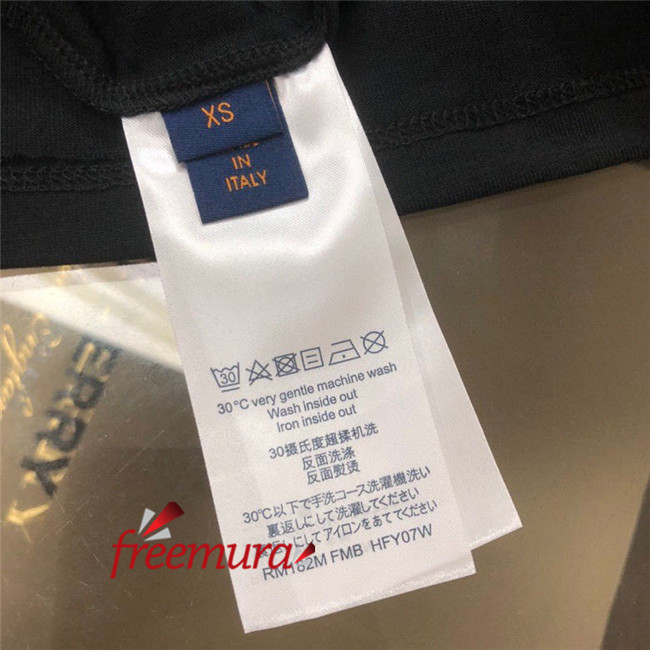 XS
IN
ITALY
30
30°C very gentle machine wash
Wash inside out
Iron inside out
30摄氏度超揉机洗
反面洗涤
反面熨烫
30℃以下で手洗コース洗濯機洗い
裏返しにして洗濯してください
しにしてアイロンをあててください
RM182M FMB HFY07W
freemura
ERRY